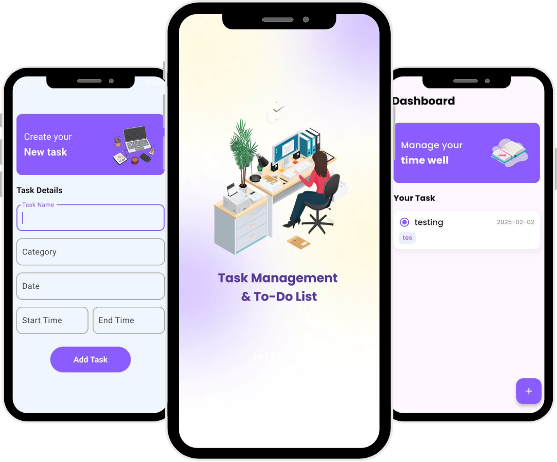 Create your
New task
Task Details
Task Name
Category
Date
Start Time
End Time
Add Task
Task Management
& To-Do List
Dashboard
Manage your
time well
Your Task
testing
2025-02-02
tes
+